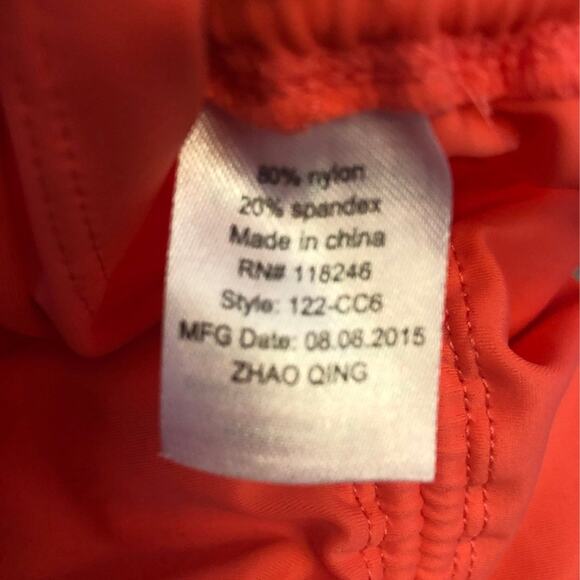 80% nylon
20% spandex
Made in china
RN# 118246
Style: 122-CC6
MFG Date: 08.08.2015
ZHAO QING